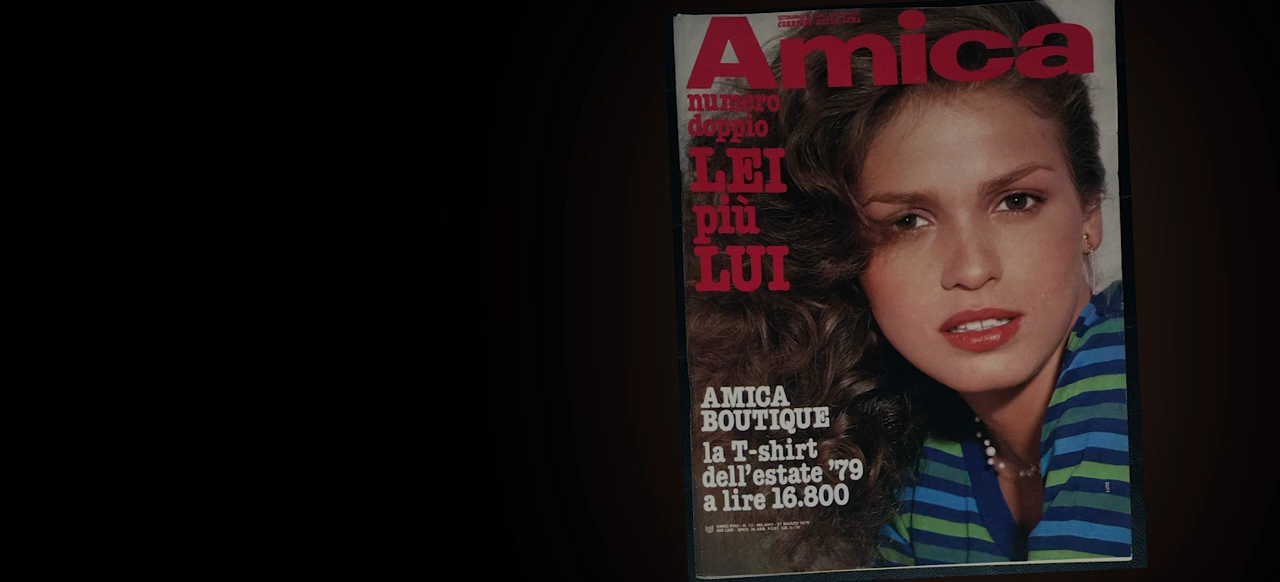 Amica
numero
doppio
LEI
più
LUI
AMICA
BOUTIQUE
la T-shirt
dell'estate '79
a lire 16.800